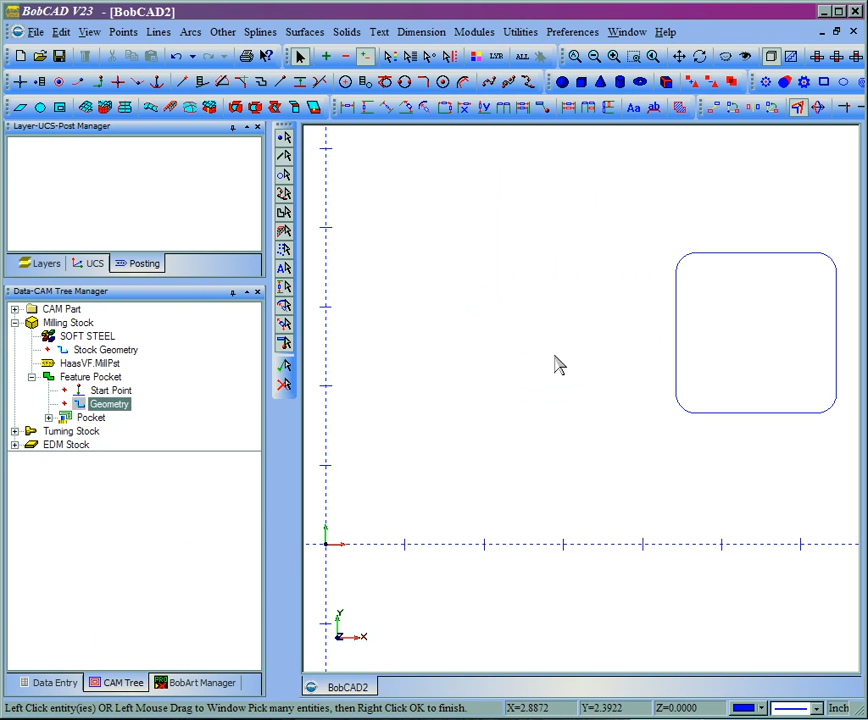 BobCAD V23 - [BobCAD2]
File Edit View Points Lines Arcs Other Splines Surfaces Solids Text Dimension Modules Utilities Preferences Window Help
LYR ALL
Aa ab
Layer-UCS-Post Manager
Layers UCS Posting
Data-CAM Tree Manager
CAM Part
Milling Stock
SOFT STEEL
Stock Geometry
HaasVF.MillPst
Feature Pocket
Start Point
Geometry
Pocket
Turning Stock
EDM Stock
A
Y
Z X
Data Entry CAM Tree BobArt Manager
BobCAD2
Left Click entity(ies) OR Left Mouse Drag to Window Pick many entities, then Right Click OK to finish. X=2.8872 Y=2.3922 Z=0.0000 Inch